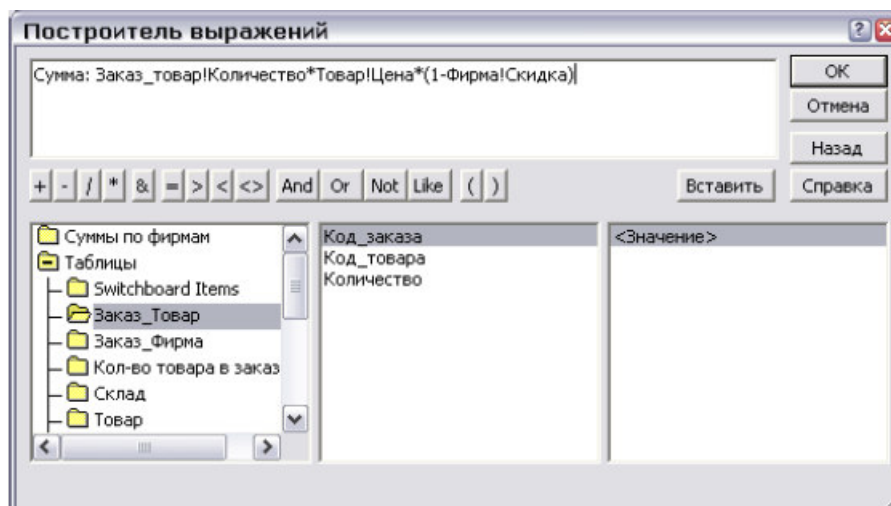 Построитель выражений
Сумма: Заказ_товар!Количество*Товар!Цена*(1-Фирма!Скидка)
ОК
Отмена
Назад
+ - / * & = > < <> And Or Not Like ( ) Вставить Справка
Суммы по фирмам
Таблицы
Switchboard Items
Заказ_Товар
Заказ_Фирма
Кол-во товара в заказ
Склад
Товар
Код_заказа
Код_товара
Количество
<Значение>